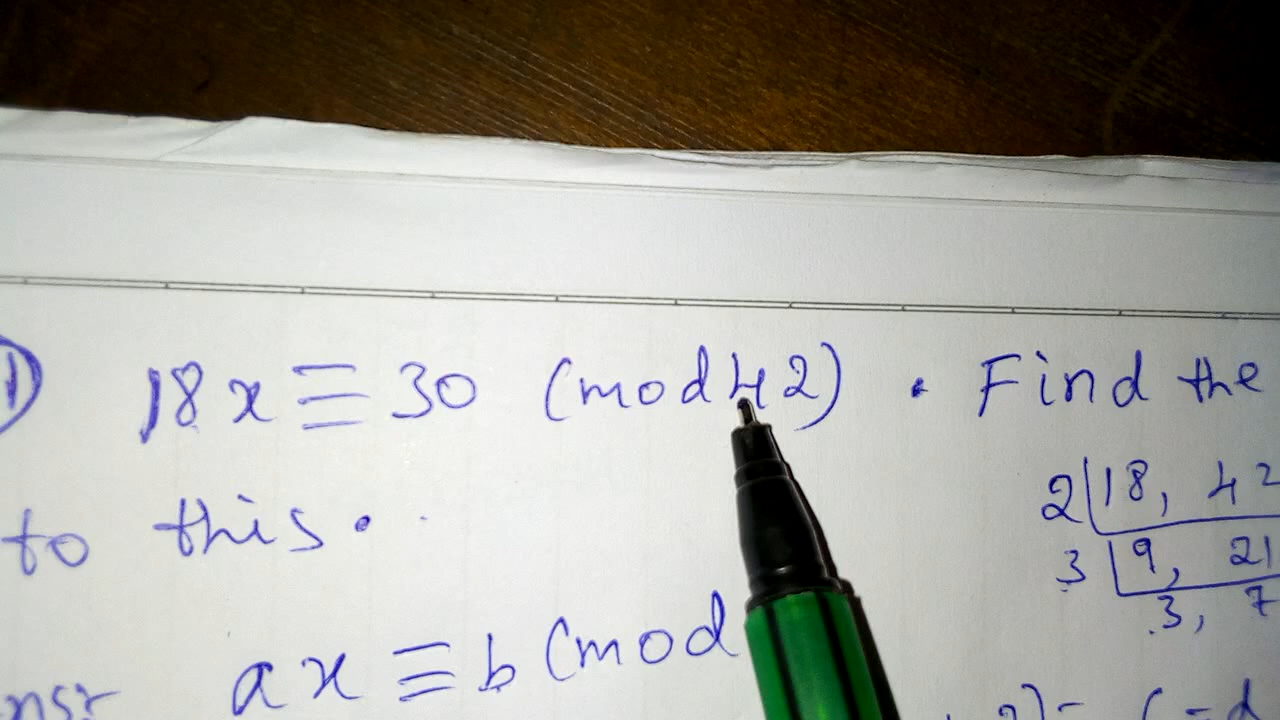 1) 18x ≡ 30 (mod 42) . Find the
to this.
2 | 18, 42
3 | 9, 21
3, 7
ax ≡ b (mod